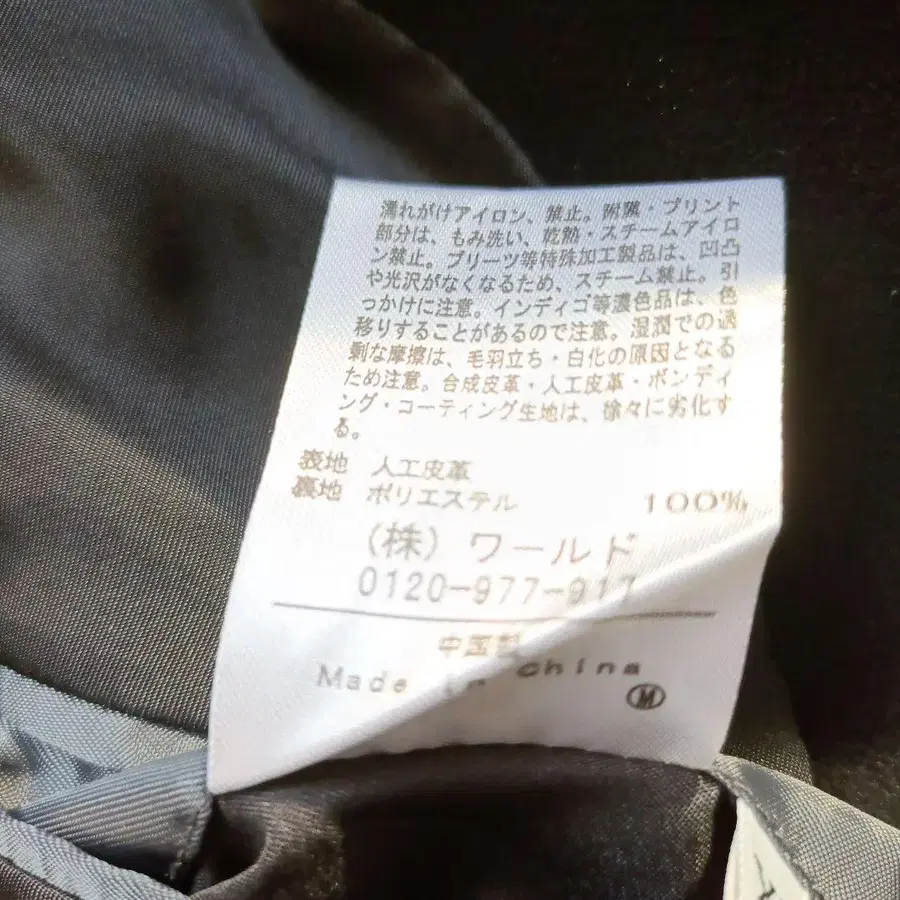 濡れがけアイロン、禁止。附属・プリント
部分は、もみ洗い、乾熱・スチームアイロ
ン禁止。プリーツ等特殊加工製品は、凹凸
や光沢がなくなるため、スチーム禁止。引
っかけに注意。インディゴ等濃色品は、色
移りすることがあるので注意。湿潤での過
剰な摩擦は、毛羽立ち・白化の原因となる
ため注意。合成皮革・人工皮革・ボンディ
ング・コーティング生地は、徐々に劣化す
る。
表地 人工皮革
裏地 ポリエステル 100%
(株) ワールド
0120-977-917
中国製
Made in China
M